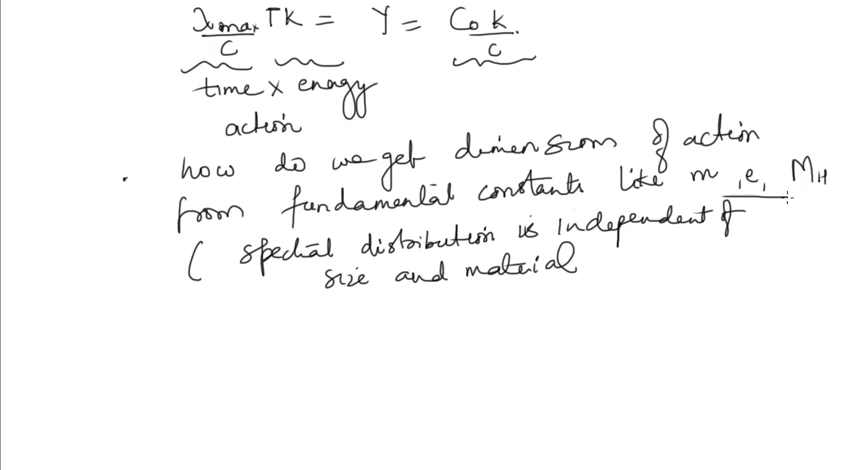 λmax/C TK = Y = C₀ k/C
time × energy
action
. how do we get dimensions of action
from fundamental constants like m, e, MH
( spectral distribution is independent of
size and material